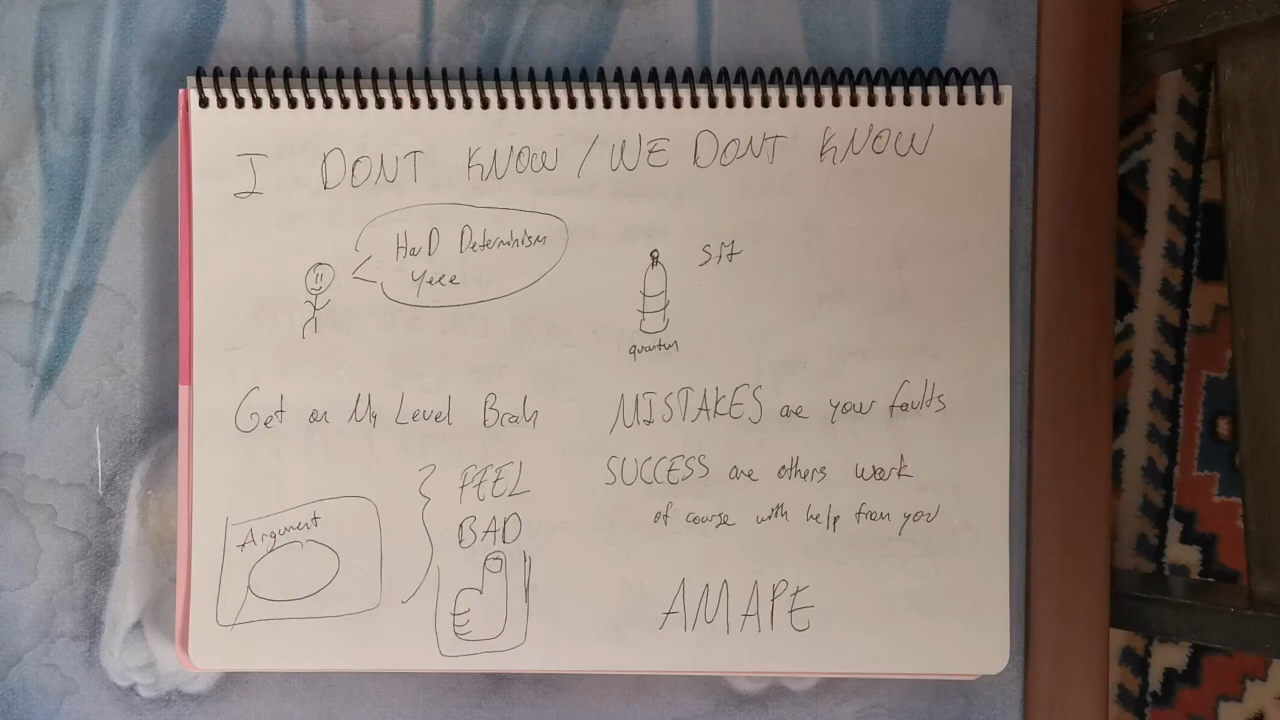 I DONT KNOW / WE DONT KNOW
HarD Determinism
Yeee
quantum
Get on My Level Brah
MISTAKES are your faults
SUCCESS are others work
of course with help from you
FEEL
BAD
Argument
AMAPE